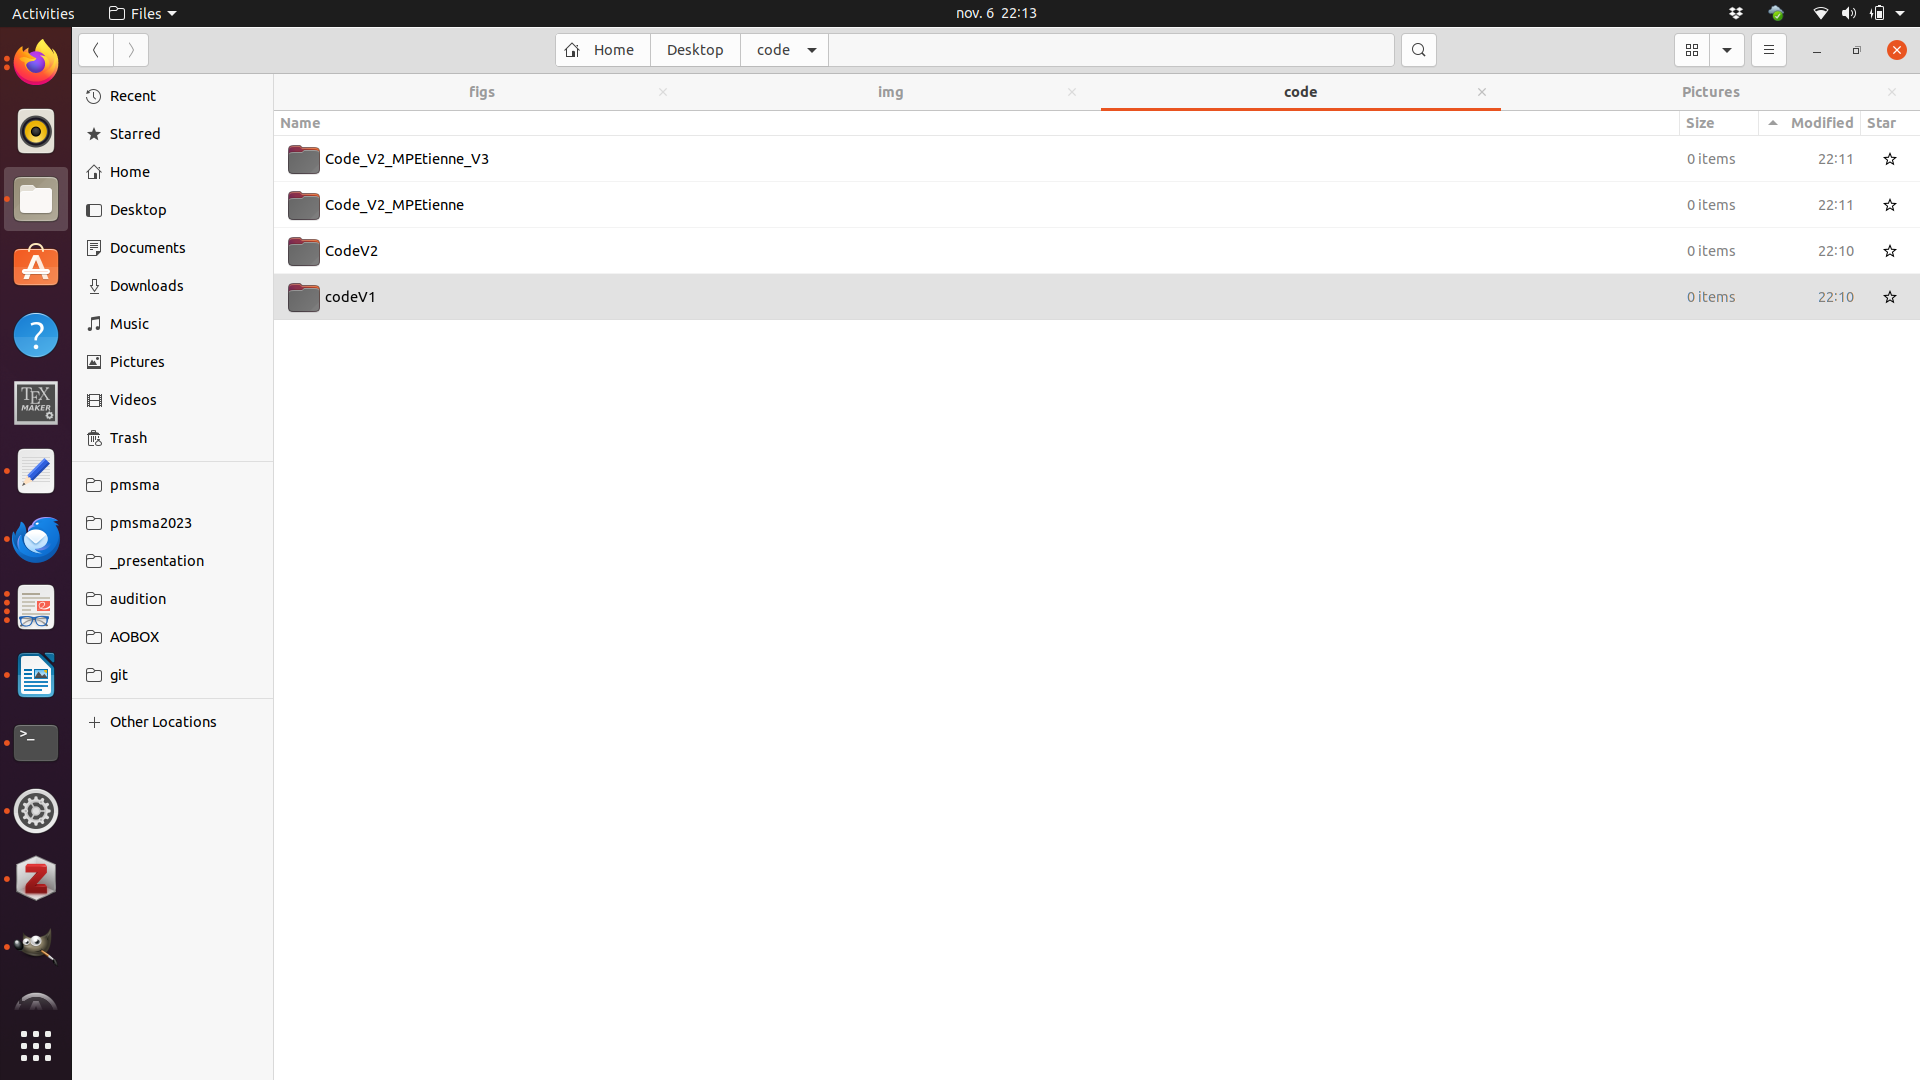 Activities Files nov. 6 22:13
Home Desktop code
figs img code Pictures
Name Size Modified Star
Code_V2_MPEtienne_V3 0 items 22:11
Code_V2_MPEtienne 0 items 22:11
CodeV2 0 items 22:10
codeV1 0 items 22:10
Recent
Starred
Home
Desktop
Documents
Downloads
Music
Pictures
Videos
Trash
pmsma
pmsma2023
_presentation
audition
AOBOX
git
Other Locations
?
TEX
MAKER
>_
Z